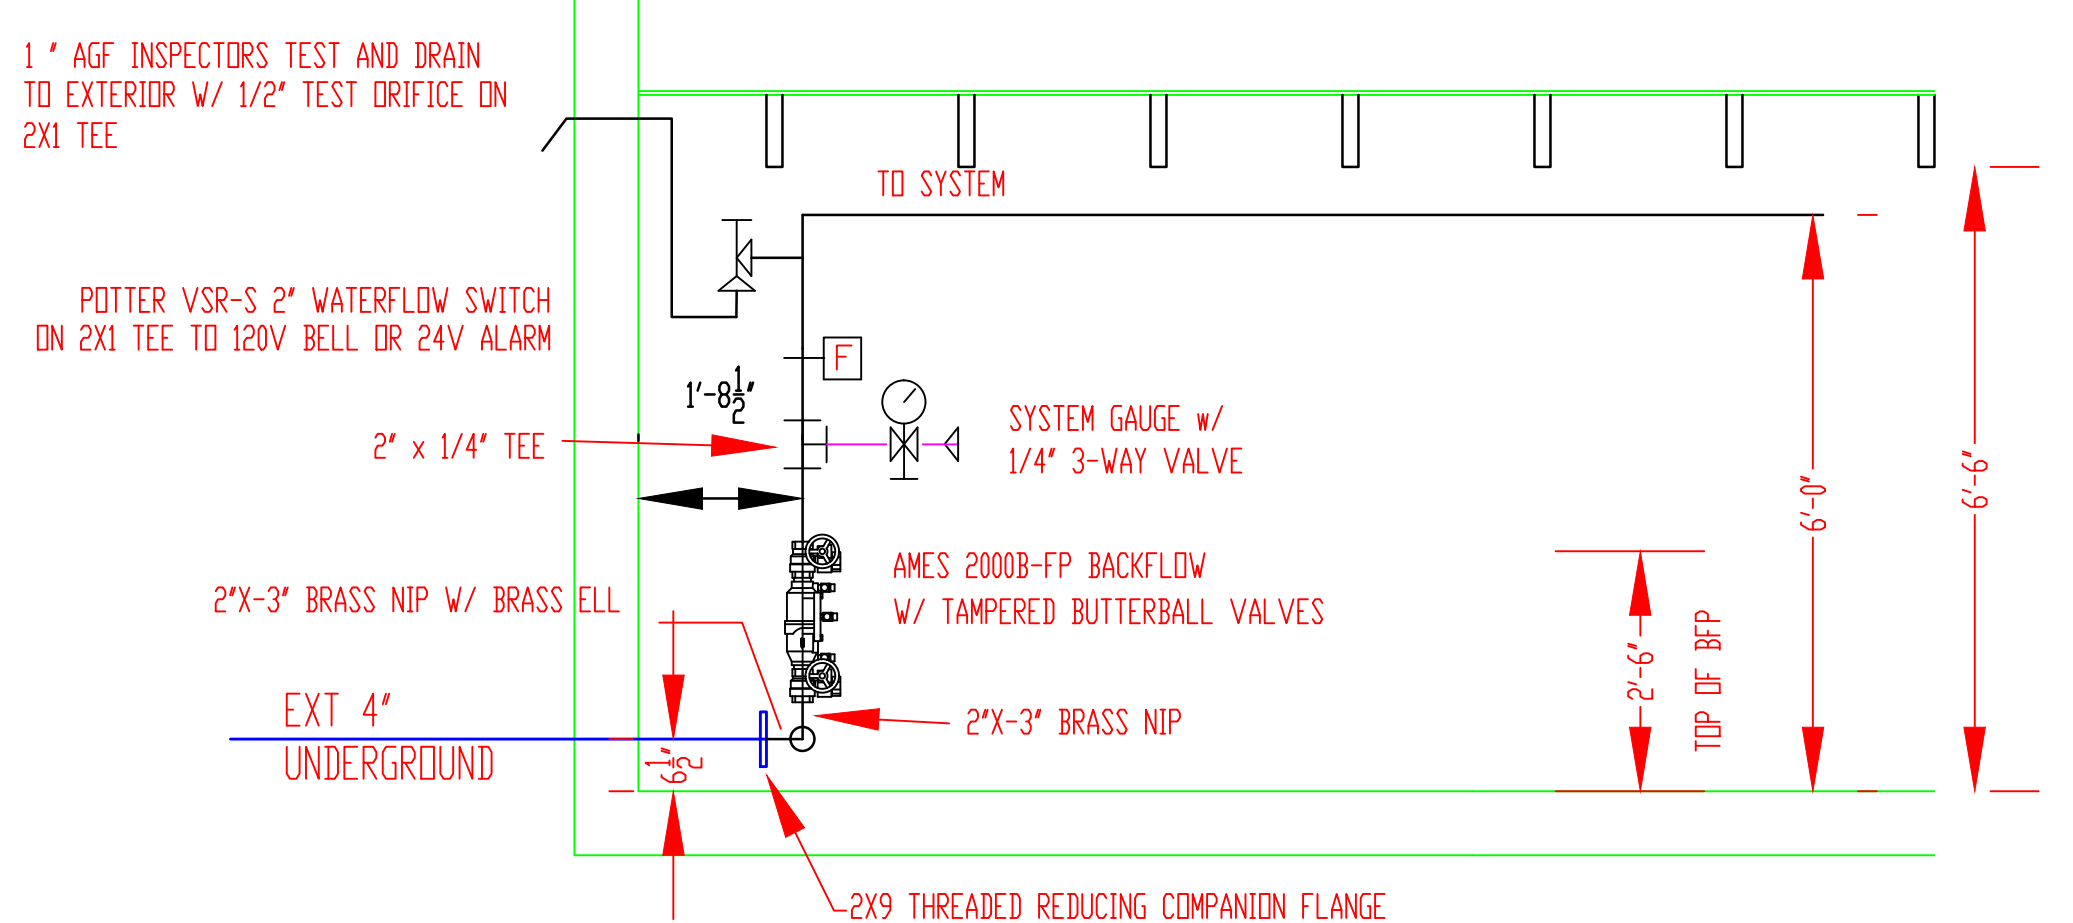 1 " AGF INSPECTORS TEST AND DRAIN
TO EXTERIOR W/ 1/2" TEST ORIFICE ON
2X1 TEE
TO SYSTEM
POTTER VSR-S 2" WATERFLOW SWITCH
ON 2X1 TEE TO 120V BELL OR 24V ALARM
F
1'-8 1/2"
2" x 1/4" TEE
SYSTEM GAUGE w/
1/4" 3-WAY VALVE
6'-0"
6'-6"
AMES 2000B-FP BACKFLOW
W/ TAMPERED BUTTERBALL VALVES
2"X-3" BRASS NIP W/ BRASS ELL
2'-6"
TOP OF BFP
EXT 4"
UNDERGROUND
2"X-3" BRASS NIP
6 1/2"
2X9 THREADED REDUCING COMPANION FLANGE